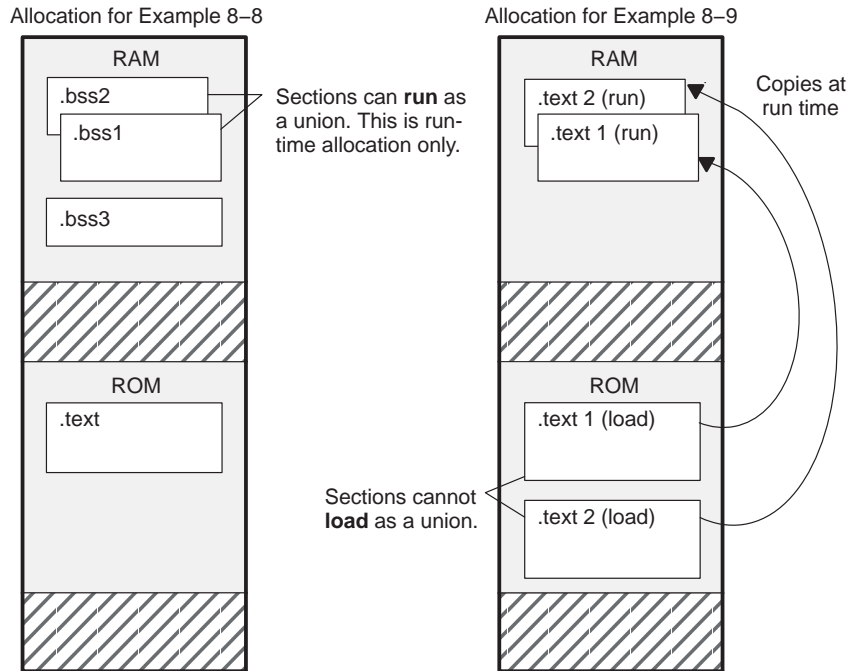 Allocation for Example 8–8
RAM
.bss2
.bss1
.bss3
Sections can run as
a union. This is run-
time allocation only.
ROM
.text
Allocation for Example 8–9
RAM
.text 2 (run)
.text 1 (run)
Copies at
run time
ROM
.text 1 (load)
.text 2 (load)
Sections cannot
load as a union.